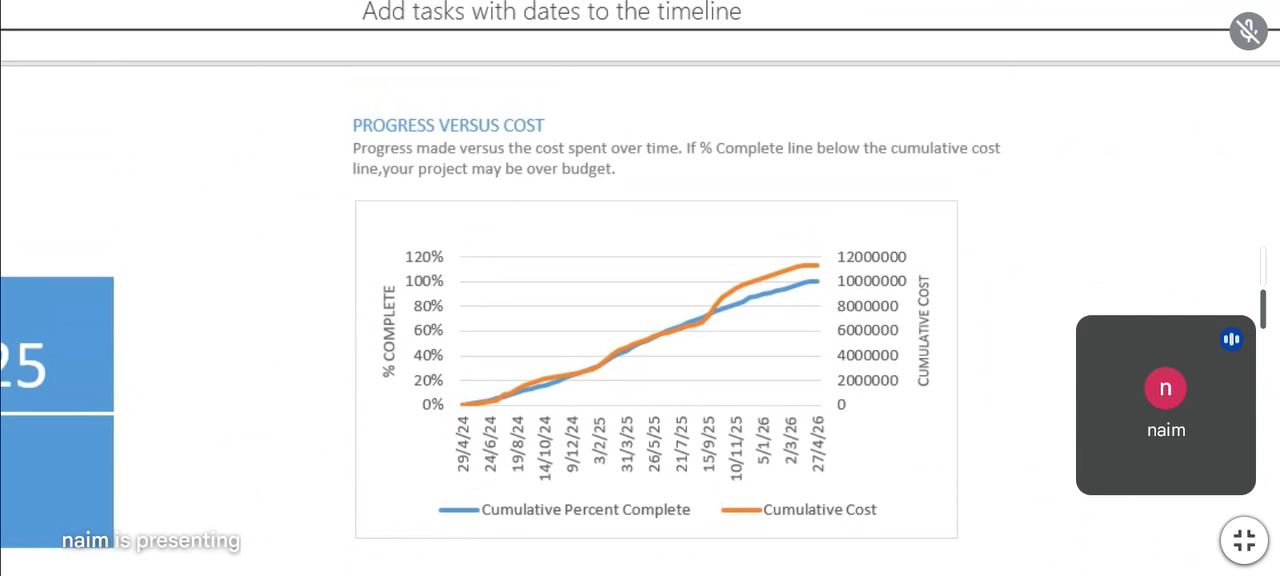 Add tasks with dates to the timeline
PROGRESS VERSUS COST
Progress made versus the cost spent over time. If % Complete line below the cumulative cost
line,your project may be over budget.
120%
100%
80%
60%
40%
20%
0%
% COMPLETE
12000000
10000000
8000000
6000000
4000000
2000000
0
CUMULATIVE COST
29/4/24
24/6/24
19/8/24
14/10/24
9/12/24
3/2/25
31/3/25
26/5/25
21/7/25
15/9/25
10/11/25
5/1/26
2/3/26
27/4/26
Cumulative Percent Complete
Cumulative Cost
25
n
naim
naim is presenting